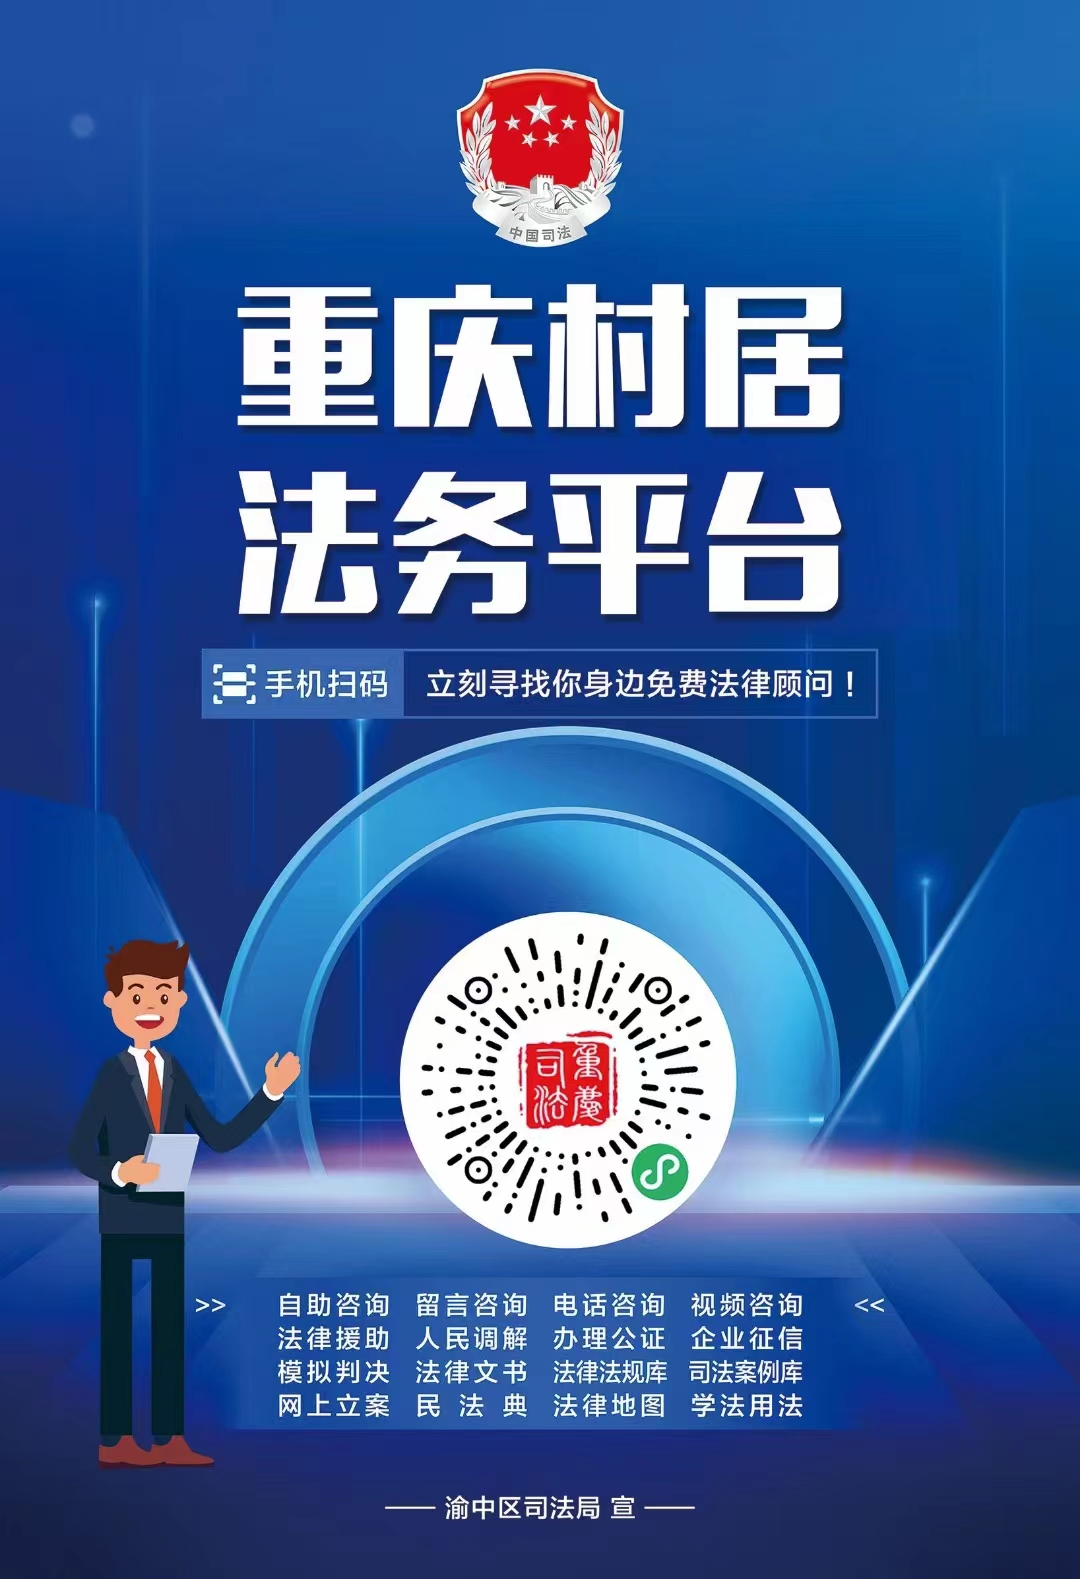 中国司法
重庆村居
法务平台
手机扫码 立刻寻找你身边免费法律顾问！
重慶
司法
>> 自助咨询 留言咨询 电话咨询 视频咨询 <<
法律援助 人民调解 办理公证 企业征信
模拟判决 法律文书 法律法规库 司法案例库
网上立案 民法典 法律地图 学法用法
—— 渝中区司法局 宣 ——